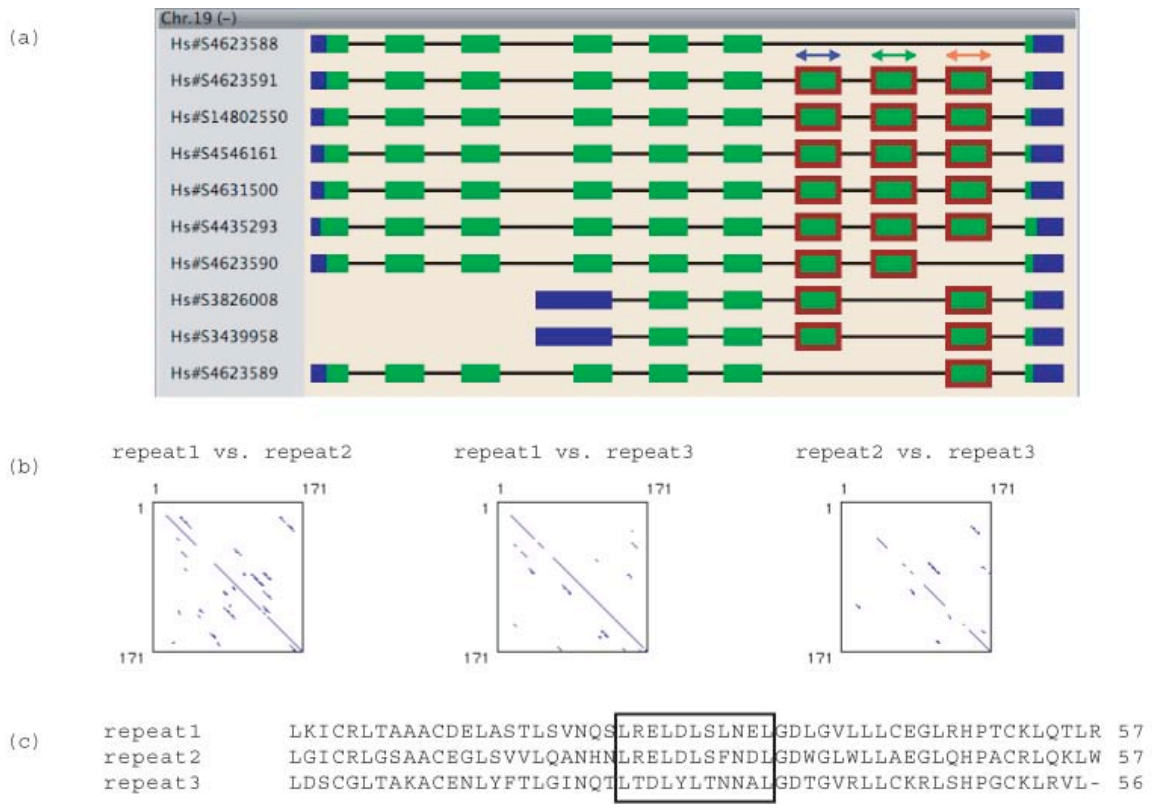 (a)
Chr.19 (-)
Hs#S4623588
Hs#S4623591
Hs#S14802550
Hs#S4546161
Hs#S4631500
Hs#S4435293
Hs#S4623590
Hs#S3826008
Hs#S3439958
Hs#S4623589
(b)
repeat1 vs. repeat2
1 171
1
171
repeat1 vs. repeat3
1 171
1
171
repeat2 vs. repeat3
1 171
1
171
(c)
repeat1 LKICRLTAAACDELASTLSVNQSLRELDLSLNELGDLGVLLLCEGLRHPTCKLQTLR 57
repeat2 LGICRLGSAACEGLSVVLQANHNLRELDLSFNDLGDWGLWLLAEGLQHPACRLQKLW 57
repeat3 LDSCGLTAKACENLYFTLGINQTLTDLYLTNNALGDTGVRLLCKRLSHPGCKLRVL- 56